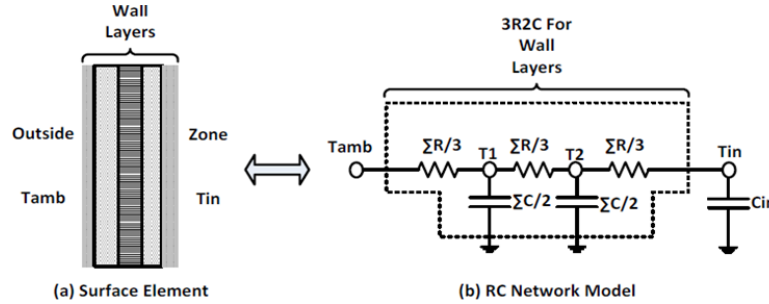 Wall
Layers
3R2C For
Wall
Layers
Outside
Zone
Tamb
Tin
Tamb
ΣR/3
T1
ΣR/3
T2
ΣR/3
Tin
ΣC/2
ΣC/2
(a) Surface Element
(b) RC Network Model